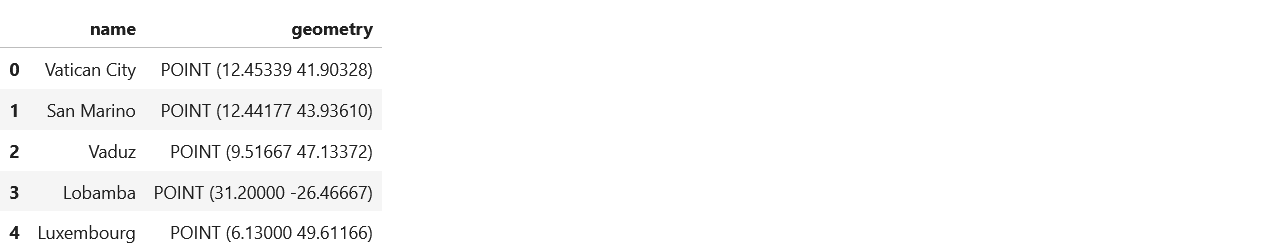 name geometry
0 Vatican City POINT (12.45339 41.90328)
1 San Marino POINT (12.44177 43.93610)
2 Vaduz POINT (9.51667 47.13372)
3 Lobamba POINT (31.20000 -26.46667)
4 Luxembourg POINT (6.13000 49.61166)